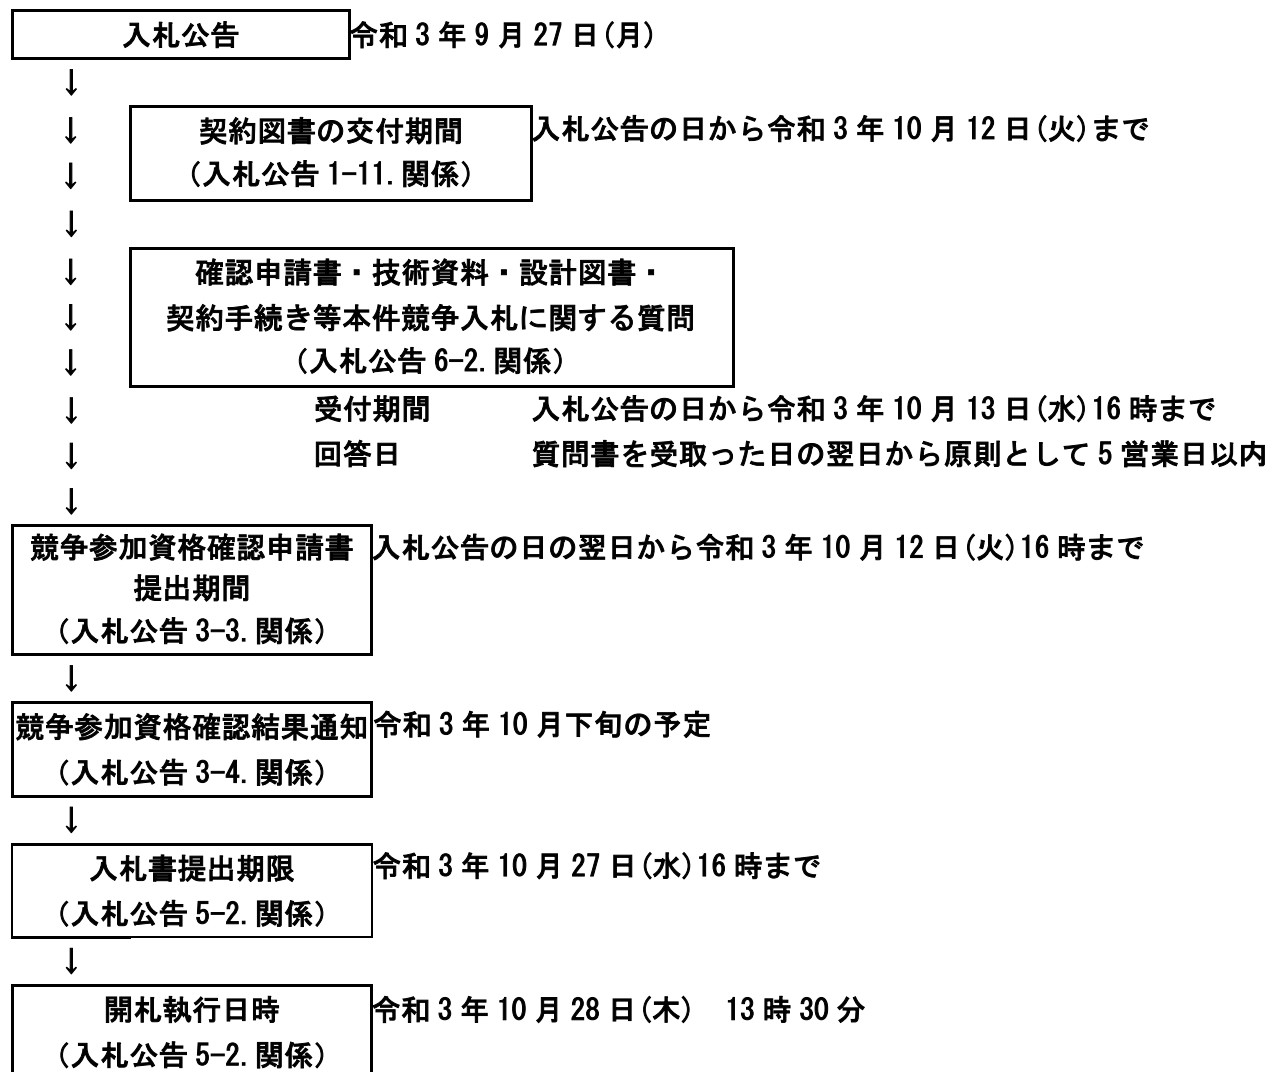 入札公告 令和3年9月27日(月)
↓
↓ 契約図書の交付期間 入札公告の日から令和3年10月12日(火)まで
↓ (入札公告1-11.関係)
↓
↓ 確認申請書・技術資料・設計図書・
↓ 契約手続き等本件競争入札に関する質問
↓ (入札公告6-2.関係)
↓ 受付期間 入札公告の日から令和3年10月13日(水)16時まで
↓ 回答日 質問書を受取った日の翌日から原則として5営業日以内
↓
競争参加資格確認申請書 入札公告の日の翌日から令和3年10月12日(火)16時まで
提出期間
(入札公告3-3.関係)
↓
競争参加資格確認結果通知 令和3年10月下旬の予定
(入札公告3-4.関係)
↓
入札書提出期限 令和3年10月27日(水)16時まで
(入札公告5-2.関係)
↓
開札執行日時 令和3年10月28日(木) 13時30分
(入札公告5-2.関係)